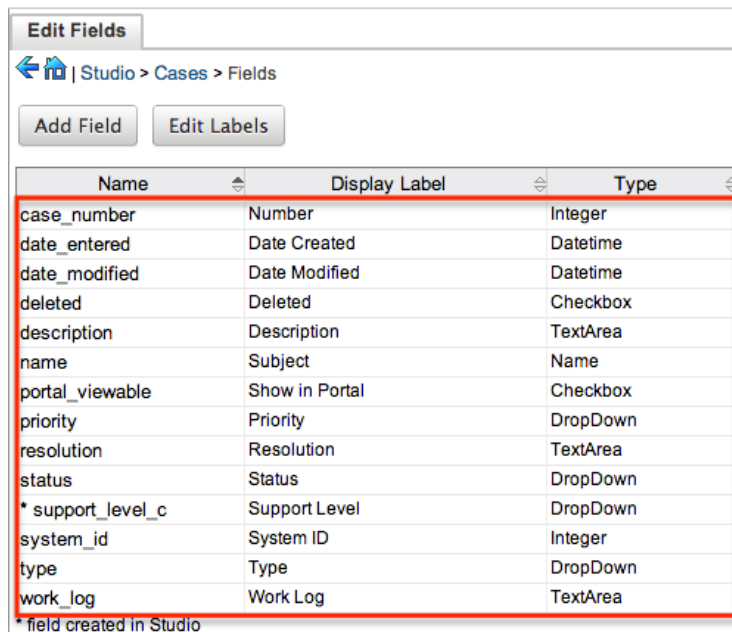 Edit Fields
| Studio > Cases > Fields
Add Field Edit Labels
Name Display Label Type
case_number Number Integer
date_entered Date Created Datetime
date_modified Date Modified Datetime
deleted Deleted Checkbox
description Description TextArea
name Subject Name
portal_viewable Show in Portal Checkbox
priority Priority DropDown
resolution Resolution TextArea
status Status DropDown
* support_level_c Support Level DropDown
system_id System ID Integer
type Type DropDown
work_log Work Log TextArea
* field created in Studio